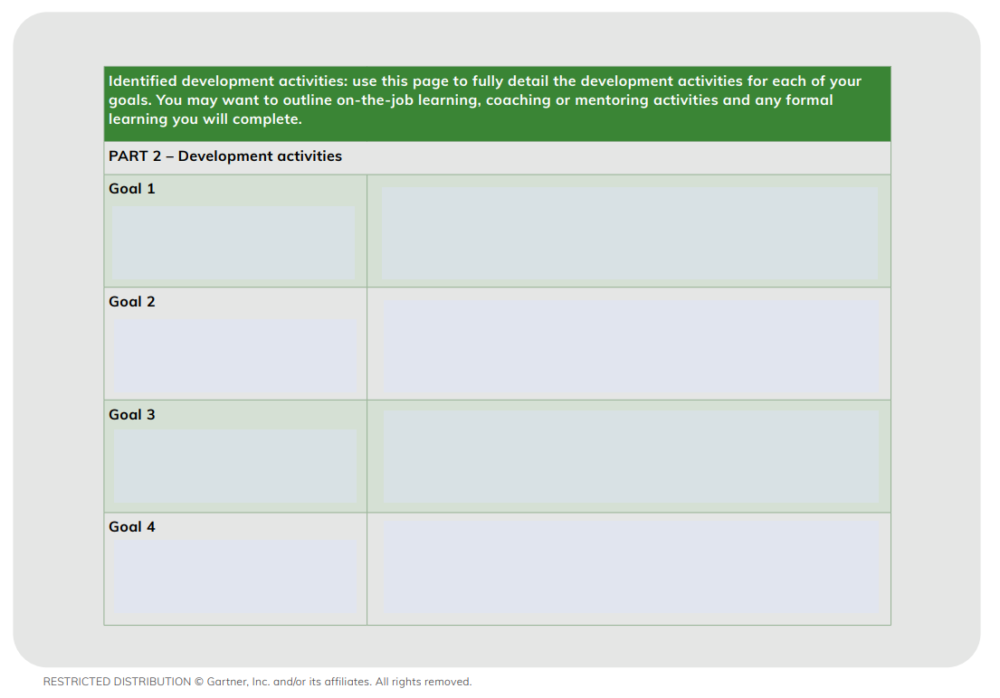 Identified development activities: use this page to fully detail the development activities for each of your
goals. You may want to outline on-the-job learning, coaching or mentoring activities and any formal
learning you will complete.
PART 2 – Development activities
Goal 1
Goal 2
Goal 3
Goal 4
RESTRICTED DISTRIBUTION © Gartner, Inc. and/or its affiliates. All rights removed.